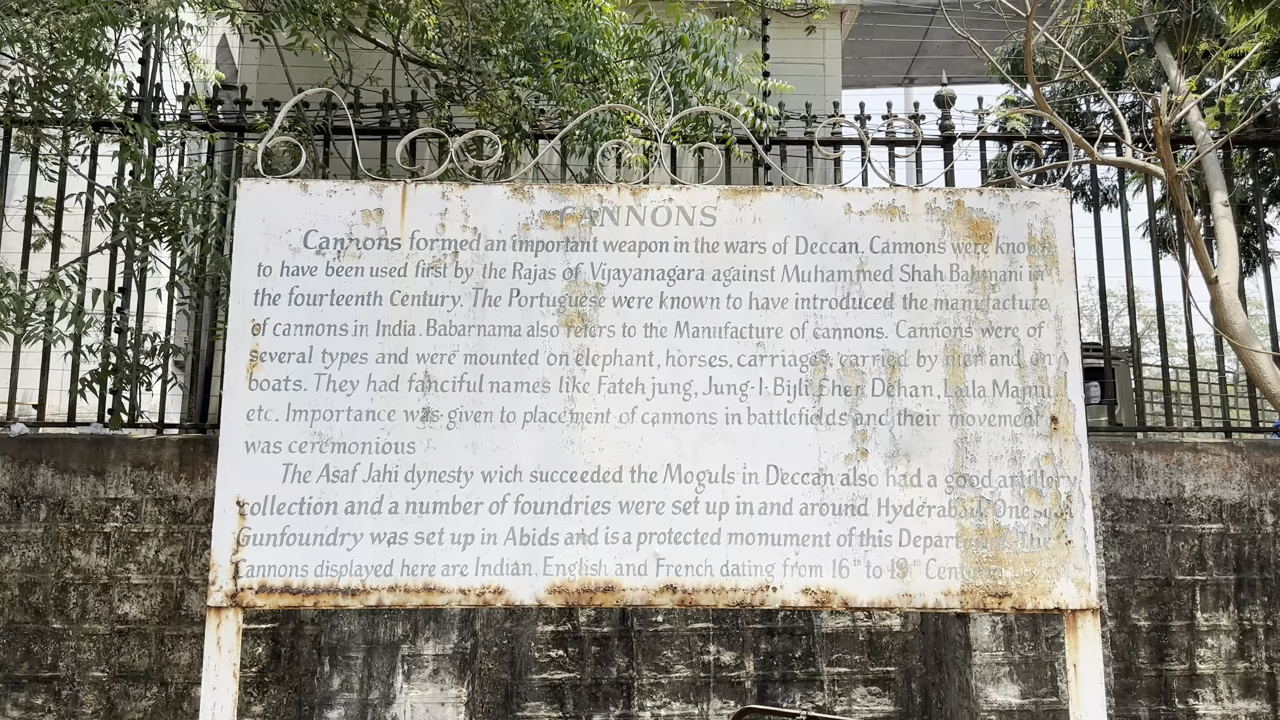 CANNONS
Cannons formed an important weapon in the wars of Deccan. Cannons were known
to have been used first by the Rajas of Vijayanagara against Muhammed Shah Bahmani in
the fourteenth Century. The Portuguese were known to have introduced the manufacture
of cannons in India. Babarnama also refers to the Manufacture of cannons. Cannons were of
several types and were mounted on elephant, horses, carriages, carried by men and on
boats. They had fanciful names like Fateh jung, Jung-I-Bijli Sher Dehan, Laila Majnu
etc. Importance was given to placement of cannons in battlefields and their movement
was ceremonious
The Asaf Jahi dynesty wich succeeded the Moguls in Deccan also had a good artillery
collection and a number of foundries were set up in and around Hyderabad. One such
Gunfoundry was set up in Abids and is a protected monument of this Department. The
Cannons displayed here are Indian, English and French dating from 16th to 19th